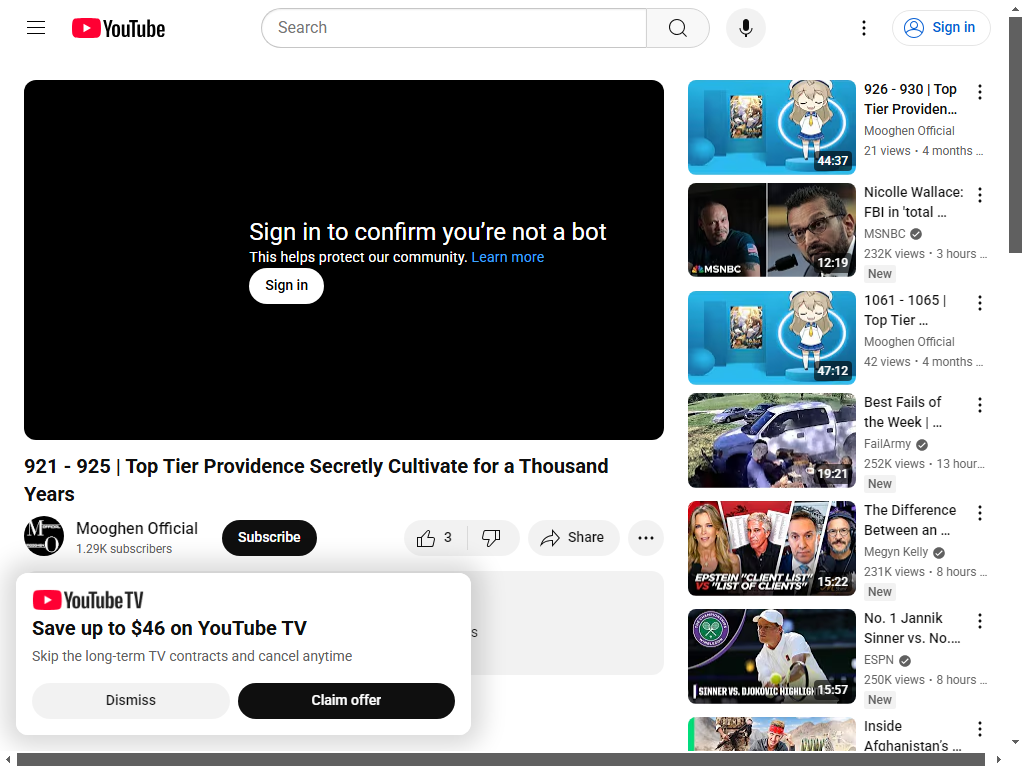 YouTube
Search
Sign in
Sign in to confirm you’re not a bot
This helps protect our community. Learn more
Sign in
921 - 925 | Top Tier Providence Secretly Cultivate for a Thousand
Years
Mooghen Official
1.29K subscribers
Subscribe
3
Share
s
YouTube TV
Save up to $46 on YouTube TV
Skip the long-term TV contracts and cancel anytime
Dismiss
Claim offer
44:37
926 - 930 | Top
Tier Providen...
Mooghen Official
21 views • 4 months ...
MSNBC
12:19
Nicolle Wallace:
FBI in 'total ...
MSNBC
232K views • 3 hours ...
New
47:12
1061 - 1065 |
Top Tier ...
Mooghen Official
42 views • 4 months ...
19:21
Best Fails of
the Week | ...
FailArmy
252K views • 13 hour...
New
EPSTEIN "CLIENT LIST"
VS "LIST OF CLIENTS"
15:22
The Difference
Between an ...
Megyn Kelly
231K views • 8 hours ...
New
SINNER VS. DJOKOVIC HIGHLIGH
15:57
No. 1 Jannik
Sinner vs. No....
ESPN
250K views • 8 hours ...
New
Inside
Afghanistan's ...